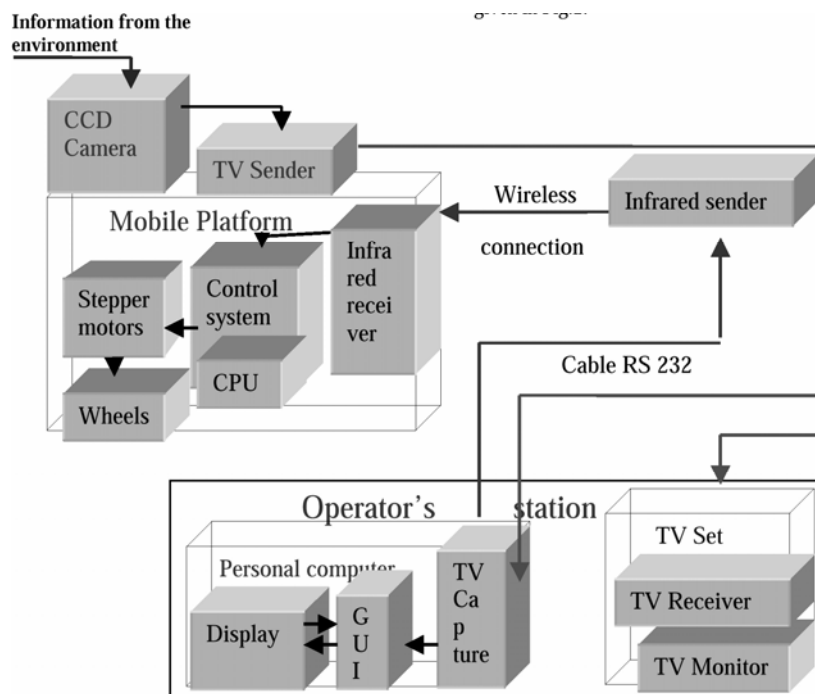 Information from the
environment
CCD
Camera
TV Sender
Mobile Platform
Wireless
connection
Infrared sender
Infra
red
recei
ver
Control
system
Stepper
motors
CPU
Wheels
Cable RS 232
Operator’s station
TV Set
Personal computer
TV
Ca
p
ture
TV Receiver
Display
G
U
I
TV Monitor